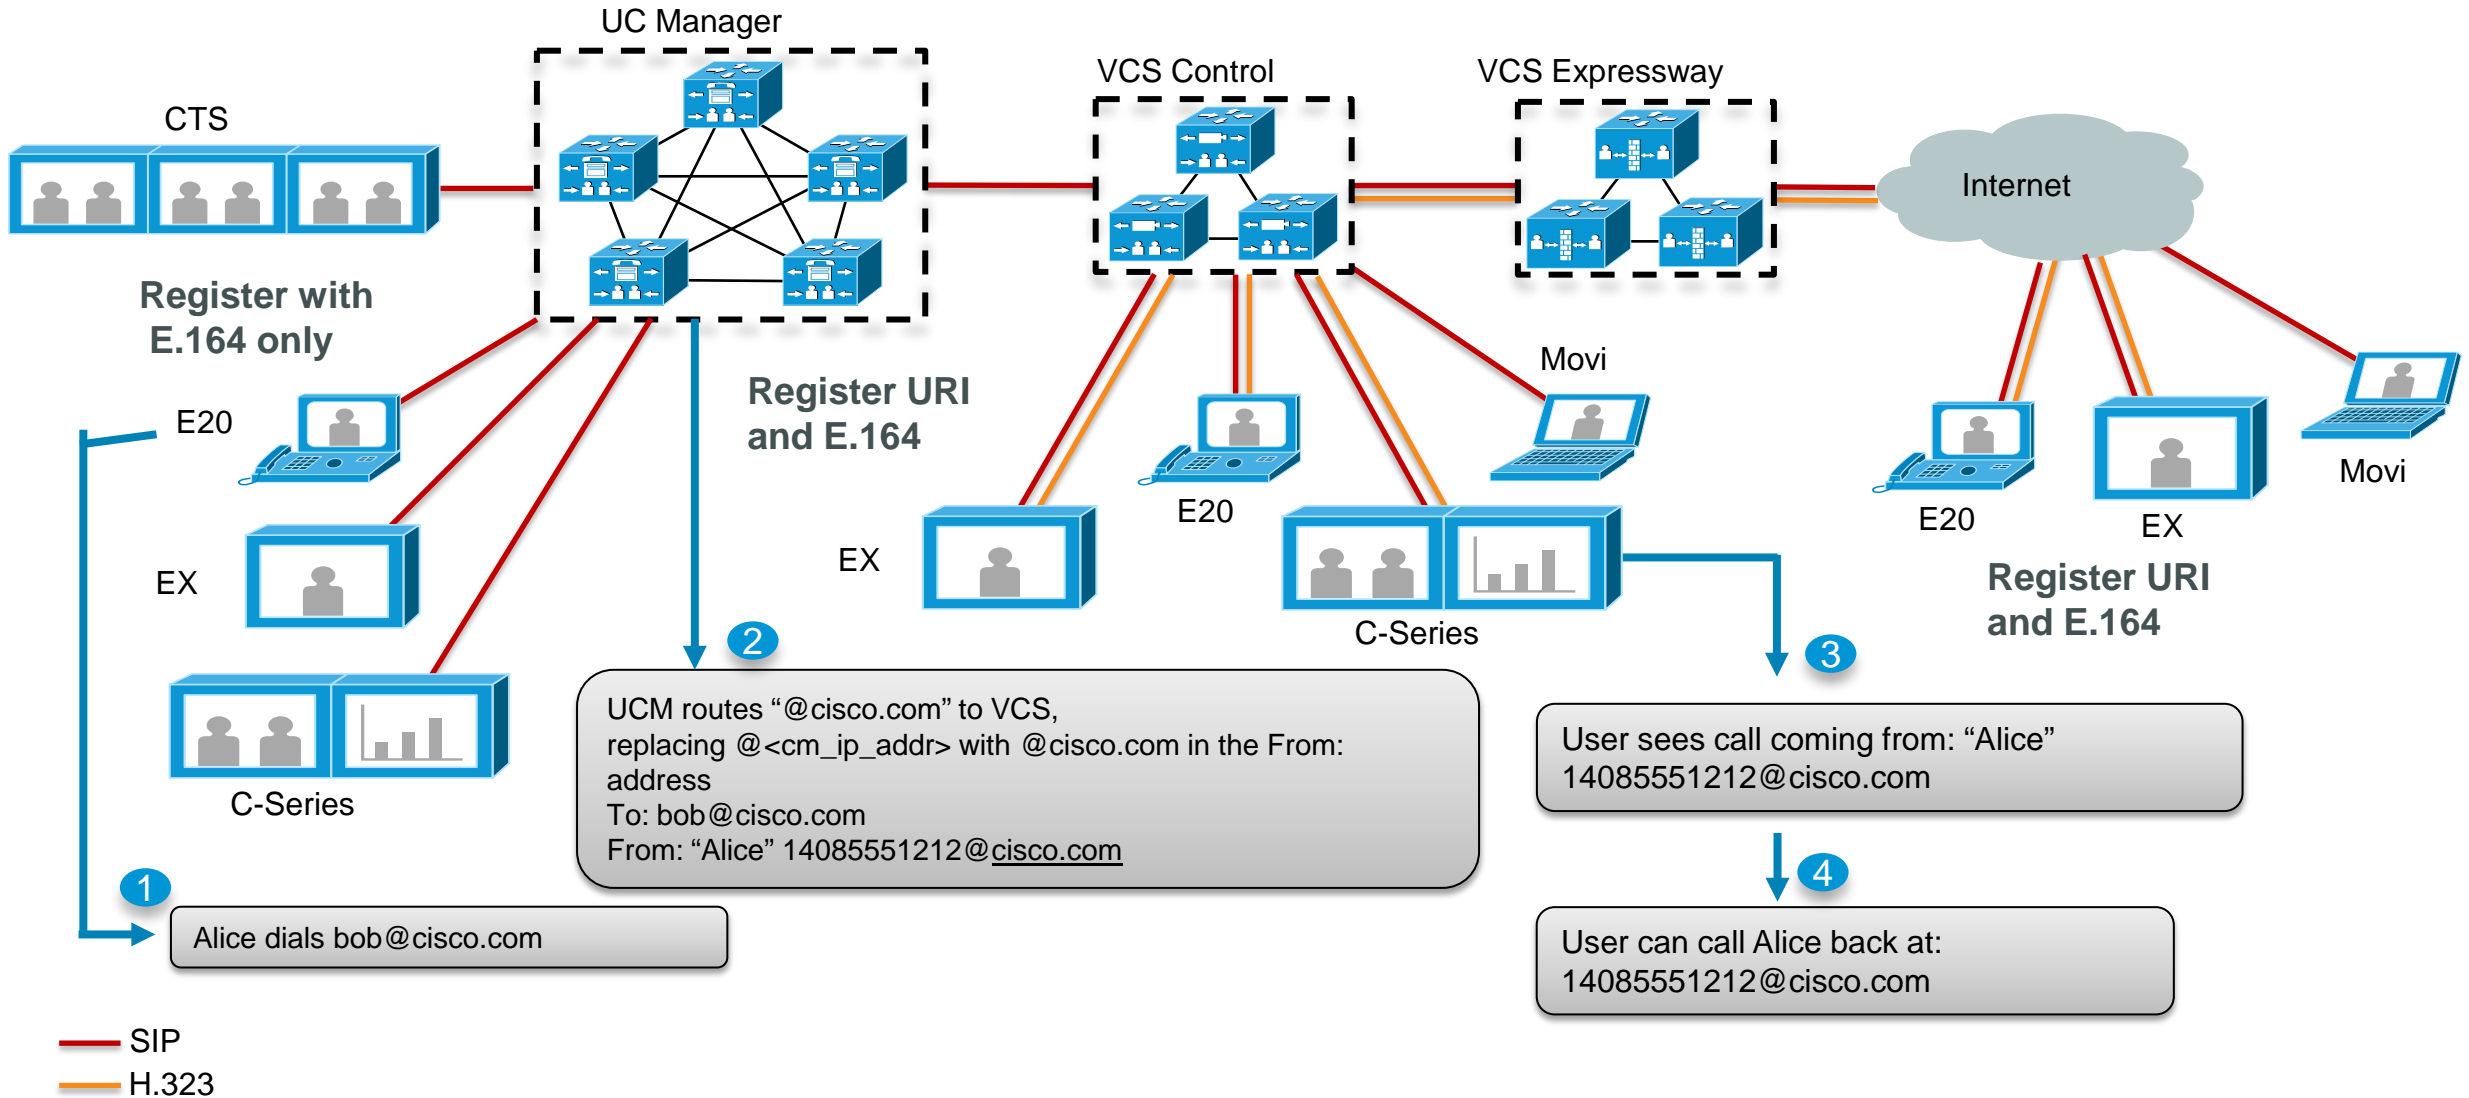 UC Manager
VCS Control
VCS Expressway
CTS
Internet
Register with
E.164 only
Movi
Register URI
and E.164
E20
Movi
E20
E20
EX
EX
EX
Register URI
and E.164
C-Series
2
3
UCM routes “@cisco.com” to VCS,
replacing @<cm_ip_addr> with @cisco.com in the From:
address
To: bob@cisco.com
From: “Alice” 14085551212@cisco.com
User sees call coming from: “Alice”
14085551212@cisco.com
C-Series
1
4
Alice dials bob@cisco.com
User can call Alice back at:
14085551212@cisco.com
SIP
H.323